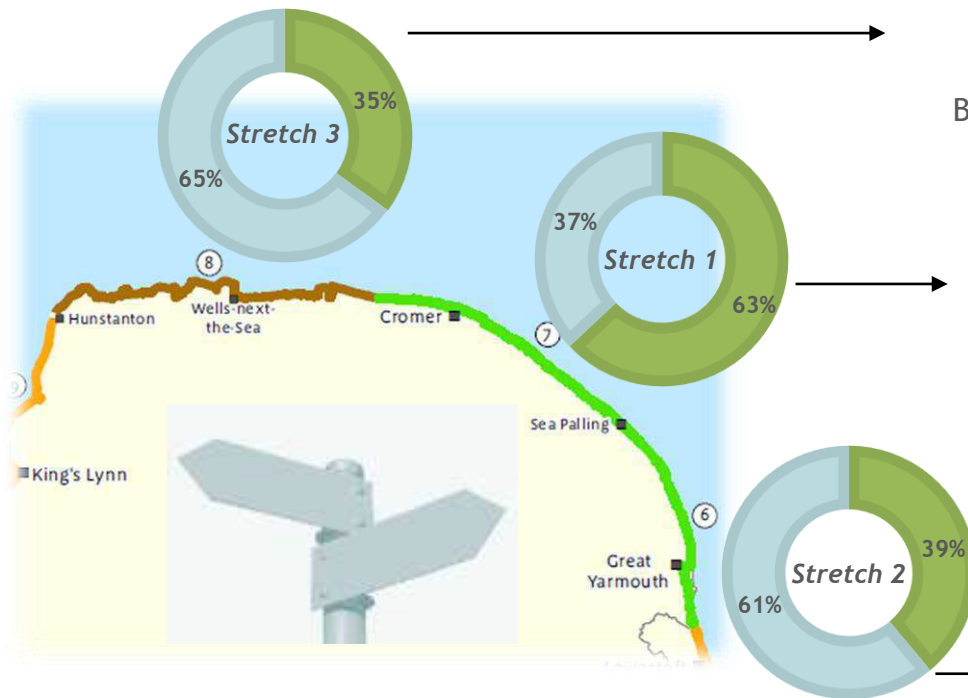 35%
Stretch 3
65%
B
37%
Stretch 1
63%
8
Wells-next-
the-Sea
Hunstanton
Cromer
7
9
Sea Palling
King's Lynn
6
Great
Yarmouth
39%
Stretch 2
61%